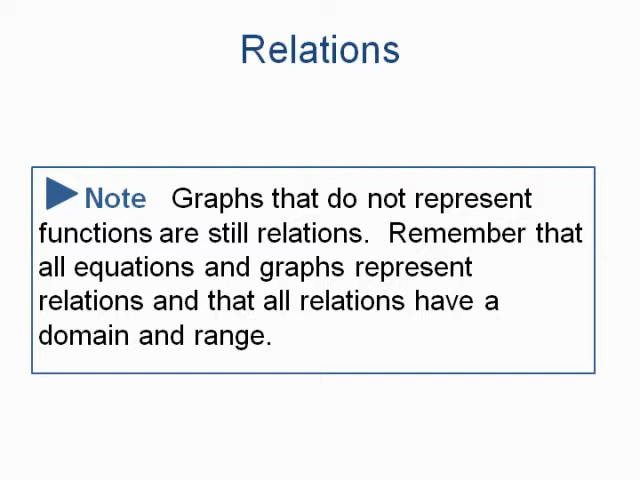 Relations
Note Graphs that do not represent
functions are still relations. Remember that
all equations and graphs represent
relations and that all relations have a
domain and range.